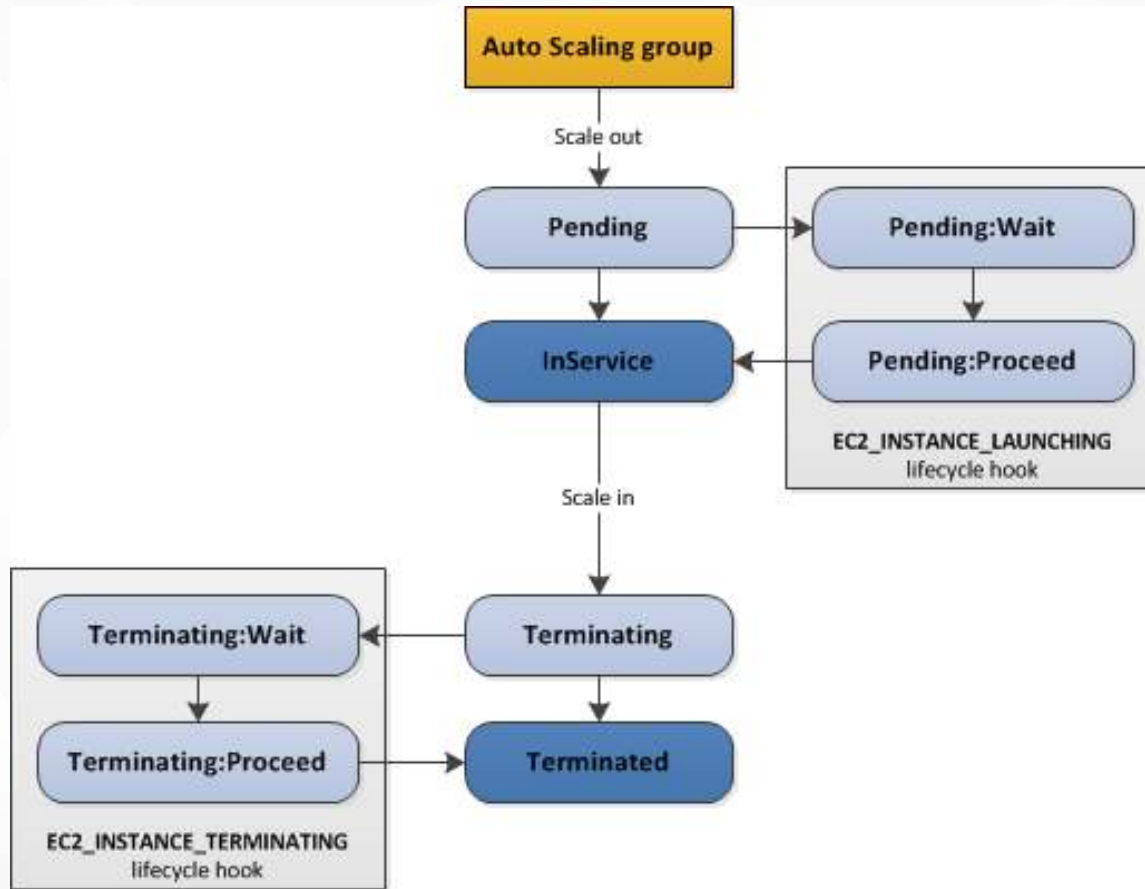 Auto Scaling group
Scale out
Pending
Pending:Wait
InService
Pending:Proceed
EC2_INSTANCE_LAUNCHING
lifecycle hook
Scale in
Terminating:Wait
Terminating
Terminating:Proceed
Terminated
EC2_INSTANCE_TERMINATING
lifecycle hook